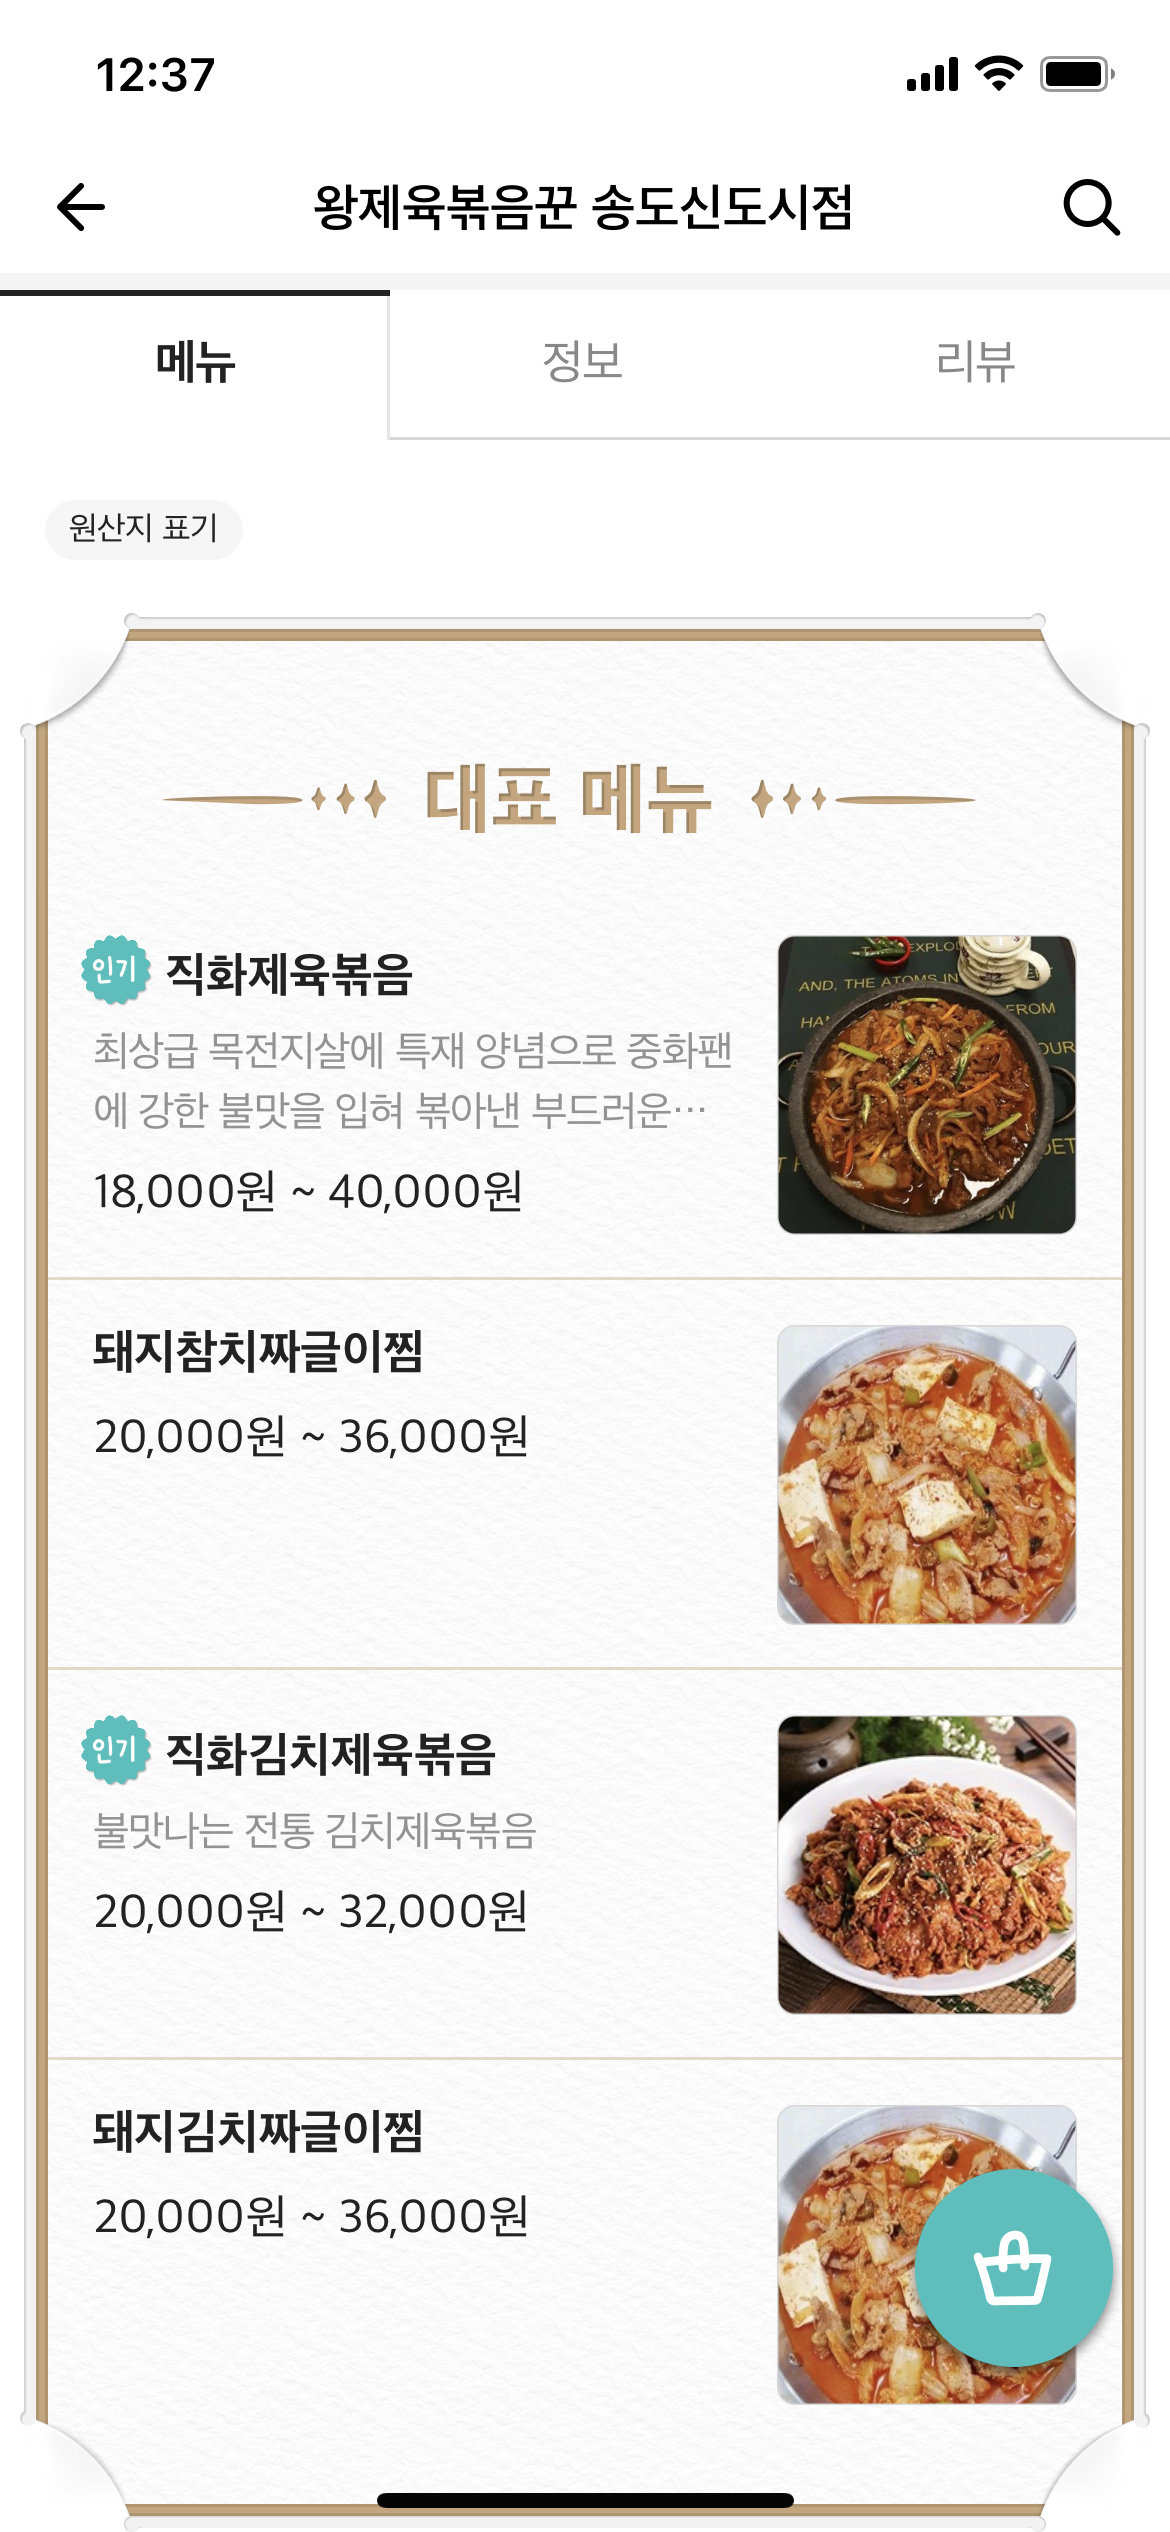 12:37
왕제육볶음꾼 송도신도시점
메뉴 정보 리뷰
원산지 표기
대표 메뉴
인기 직화제육볶음
최상급 목전지살에 특재 양념으로 중화팬
에 강한 불맛을 입혀 볶아낸 부드러운…
18,000원 ~ 40,000원
AND, THE ATOMS IN
FROM
돼지참치짜글이찜
20,000원 ~ 36,000원
인기 직화김치제육볶음
불맛나는 전통 김치제육볶음
20,000원 ~ 32,000원
돼지김치짜글이찜
20,000원 ~ 36,000원